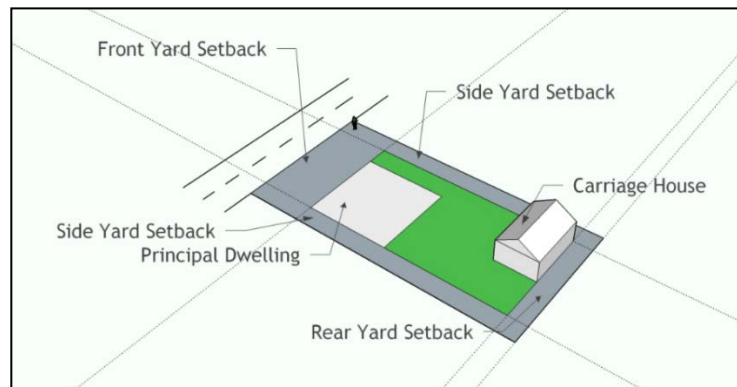 Front Yard Setback
Side Yard Setback
Carriage House
Side Yard Setback
Principal Dwelling
Rear Yard Setback